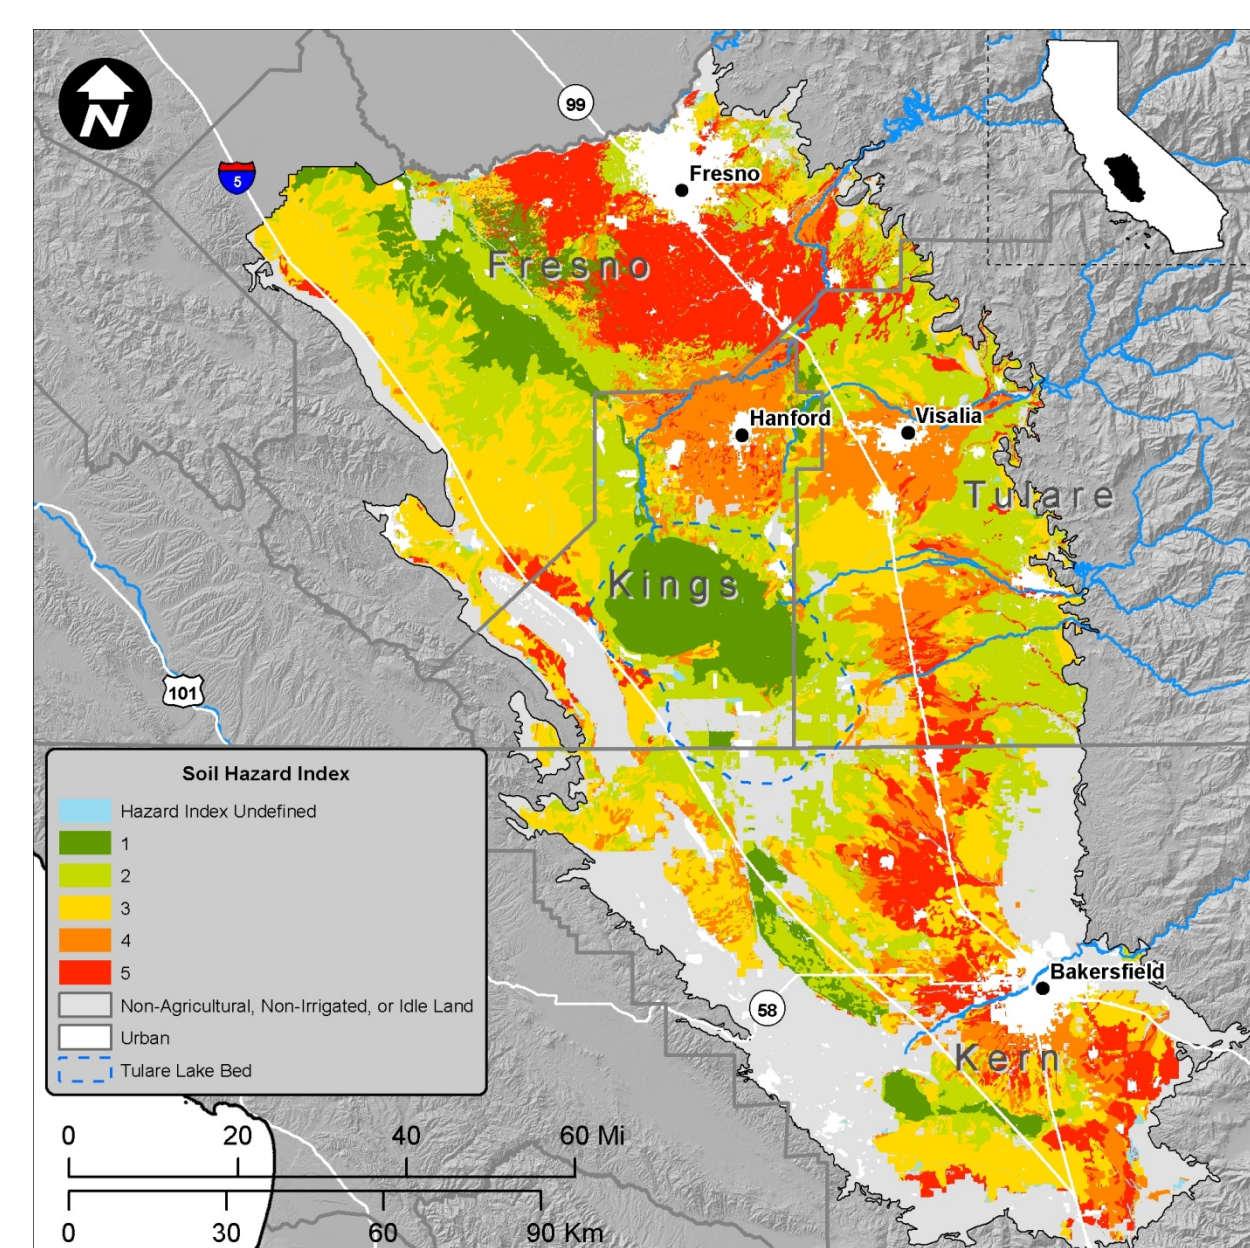 N
99
5
Fresno
Fresno
Hanford
Visalia
Tulare
Kings
101
Soil Hazard Index
Hazard Index Undefined
1
2
3
4
5
Non-Agricultural, Non-Irrigated, or Idle Land
Urban
Tulare Lake Bed
Bakersfield
58
Kern
0 20 40 60 Mi
0 30 60 90 Km